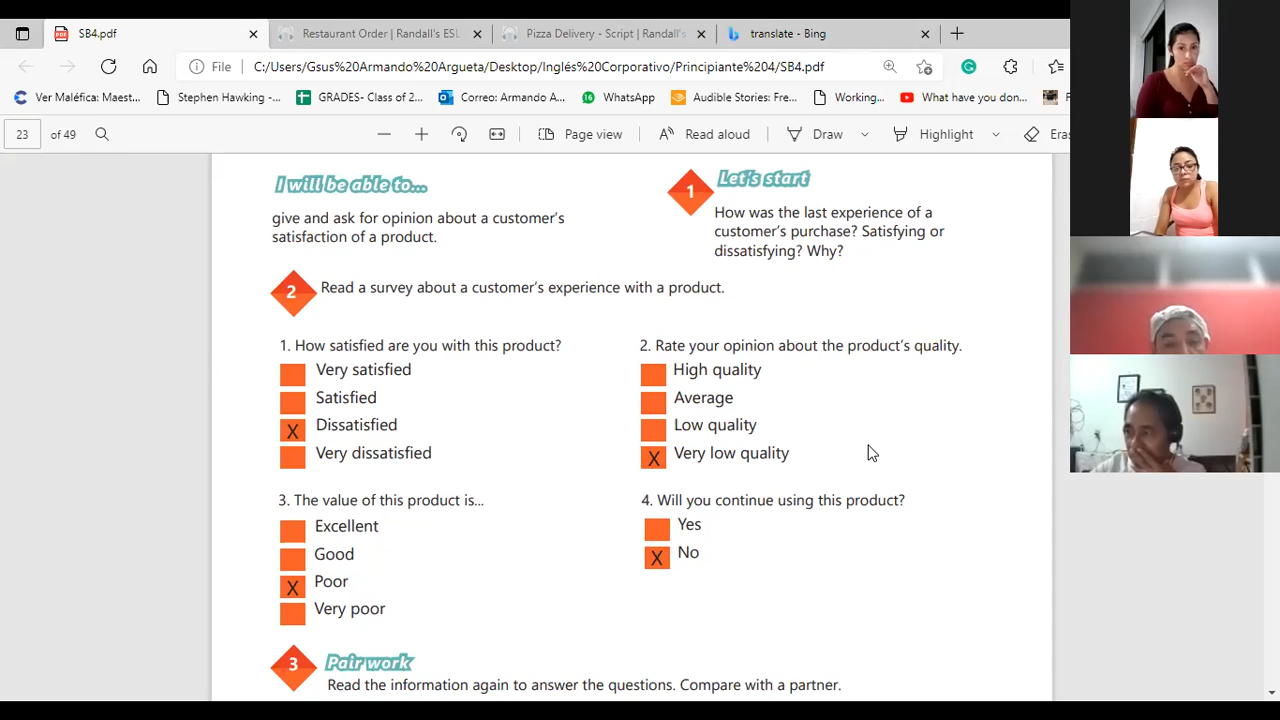 SB4.pdf
Restaurant Order | Randall's ESL
Pizza Delivery - Script | Randall's
translate - Bing
File
C:/Users/Gsus%20Armando%20Argueta/Desktop/Inglés%20Corporativo/Principiante%204/SB4.pdf
Ver Maléfica: Maest...
Stephen Hawking -...
GRADES- Class of 2...
Correo: Armando A...
16 WhatsApp
Audible Stories: Fre...
Working...
What have you don...
23 of 49
Page view
Read aloud
Draw
Highlight
Eras
I will be able to...
give and ask for opinion about a customer's
satisfaction of a product.
1 Let's start
How was the last experience of a
customer's purchase? Satisfying or
dissatisfying? Why?
2 Read a survey about a customer's experience with a product.
1. How satisfied are you with this product?
Very satisfied
Satisfied
X Dissatisfied
Very dissatisfied
2. Rate your opinion about the product's quality.
High quality
Average
Low quality
X Very low quality
3. The value of this product is...
Excellent
Good
X Poor
Very poor
4. Will you continue using this product?
Yes
X No
3 Pair work
Read the information again to answer the questions. Compare with a partner.